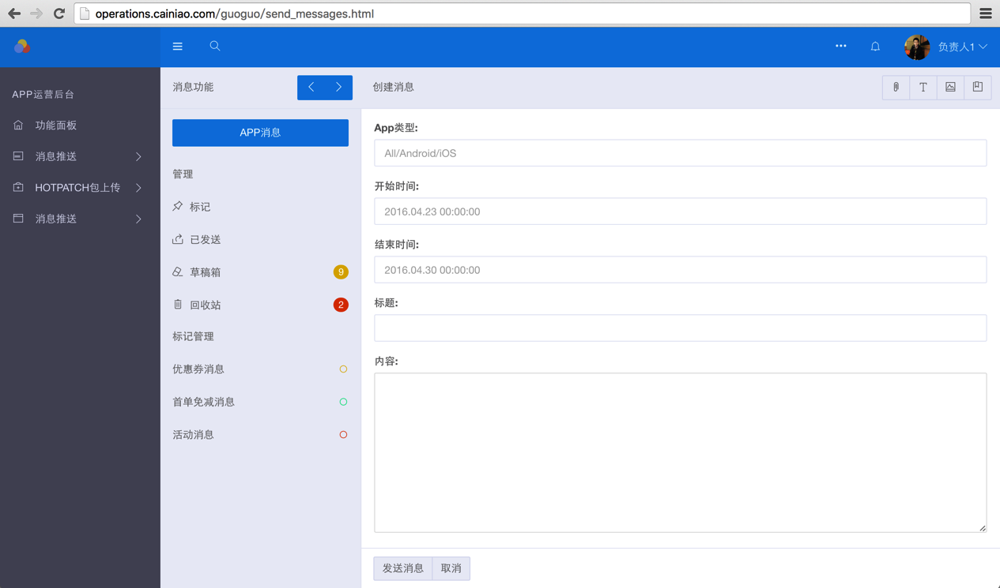 operations.cainiao.com/guoguo/send_messages.html
负责人1
APP运营后台
功能面板
消息推送
HOTPATCH包上传
消息推送
消息功能
APP消息
管理
标记
已发送
草稿箱 9
回收站 2
标记管理
优惠券消息
首单免减消息
活动消息
创建消息
T
App类型:
All/Android/iOS
开始时间:
2016.04.23 00:00:00
结束时间:
2016.04.30 00:00:00
标题:
内容:
发送消息 取消